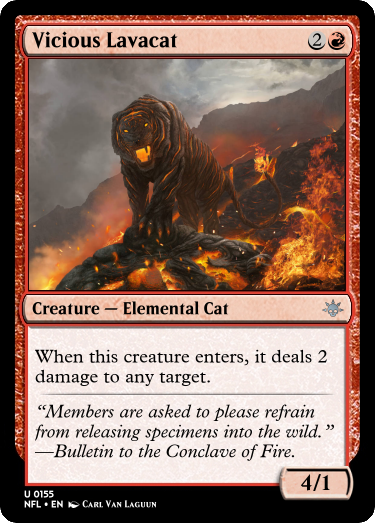 Vicious Lavacat
2
Creature — Elemental Cat
When this creature enters, it deals 2
damage to any target.
“Members are asked to please refrain
from releasing specimens into the wild.”
—Bulletin to the Conclave of Fire.
4/1
U 0155
NFL • EN Carl Van Laguun